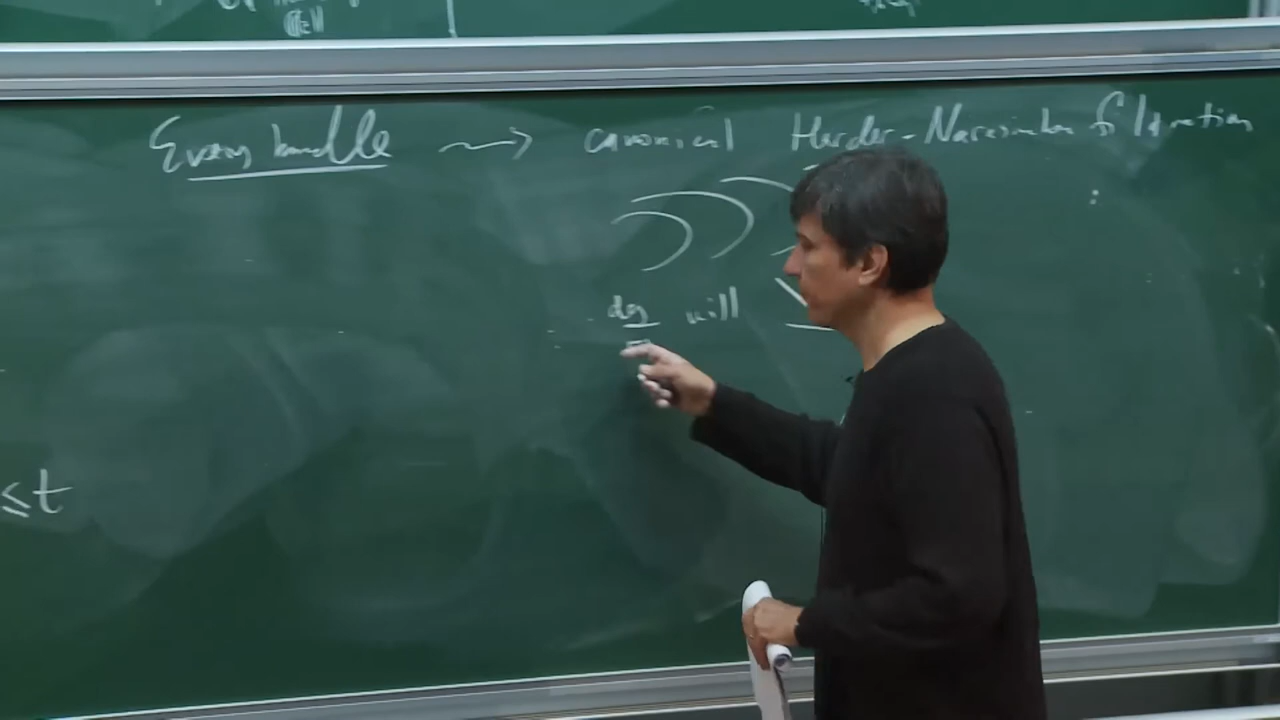 Every bundle ⇝ canonical Harder-Narasimhan filtration
deg will
≤t